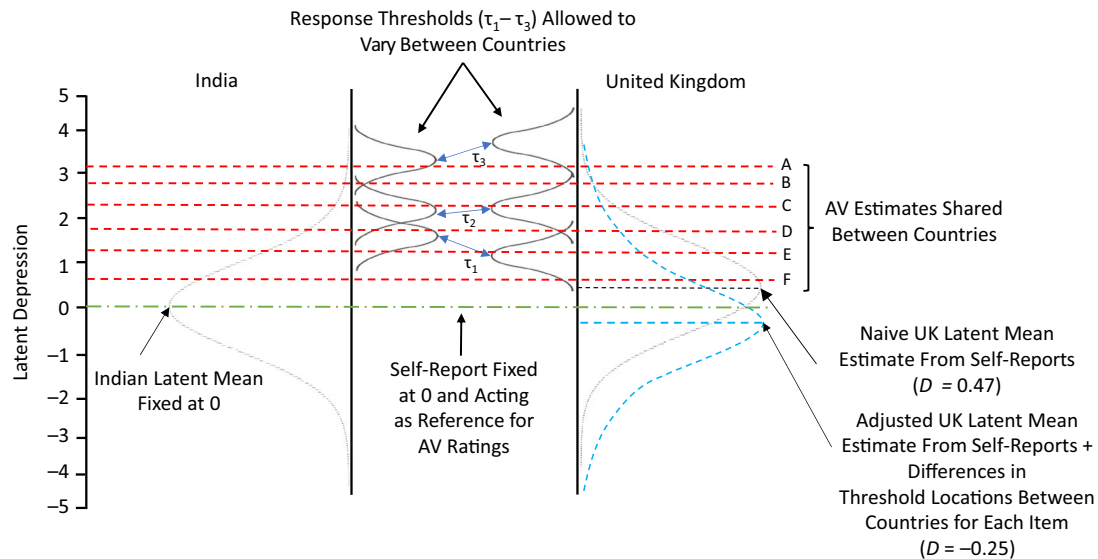 Response Thresholds (τ₁– τ₃) Allowed to
Vary Between Countries
India
United Kingdom
Latent Depression
5
4
3
2
1
0
−1
−2
−3
−4
−5
τ₃
τ₂
τ₁
A
B
C
D
E
F
AV Estimates Shared
Between Countries
Indian Latent Mean
Fixed at 0
Self-Report Fixed
at 0 and Acting
as Reference for
AV Ratings
Naive UK Latent Mean
Estimate From Self-Reports
(D = 0.47)
Adjusted UK Latent Mean
Estimate From Self-Reports +
Differences in
Threshold Locations Between
Countries for Each Item
(D = –0.25)